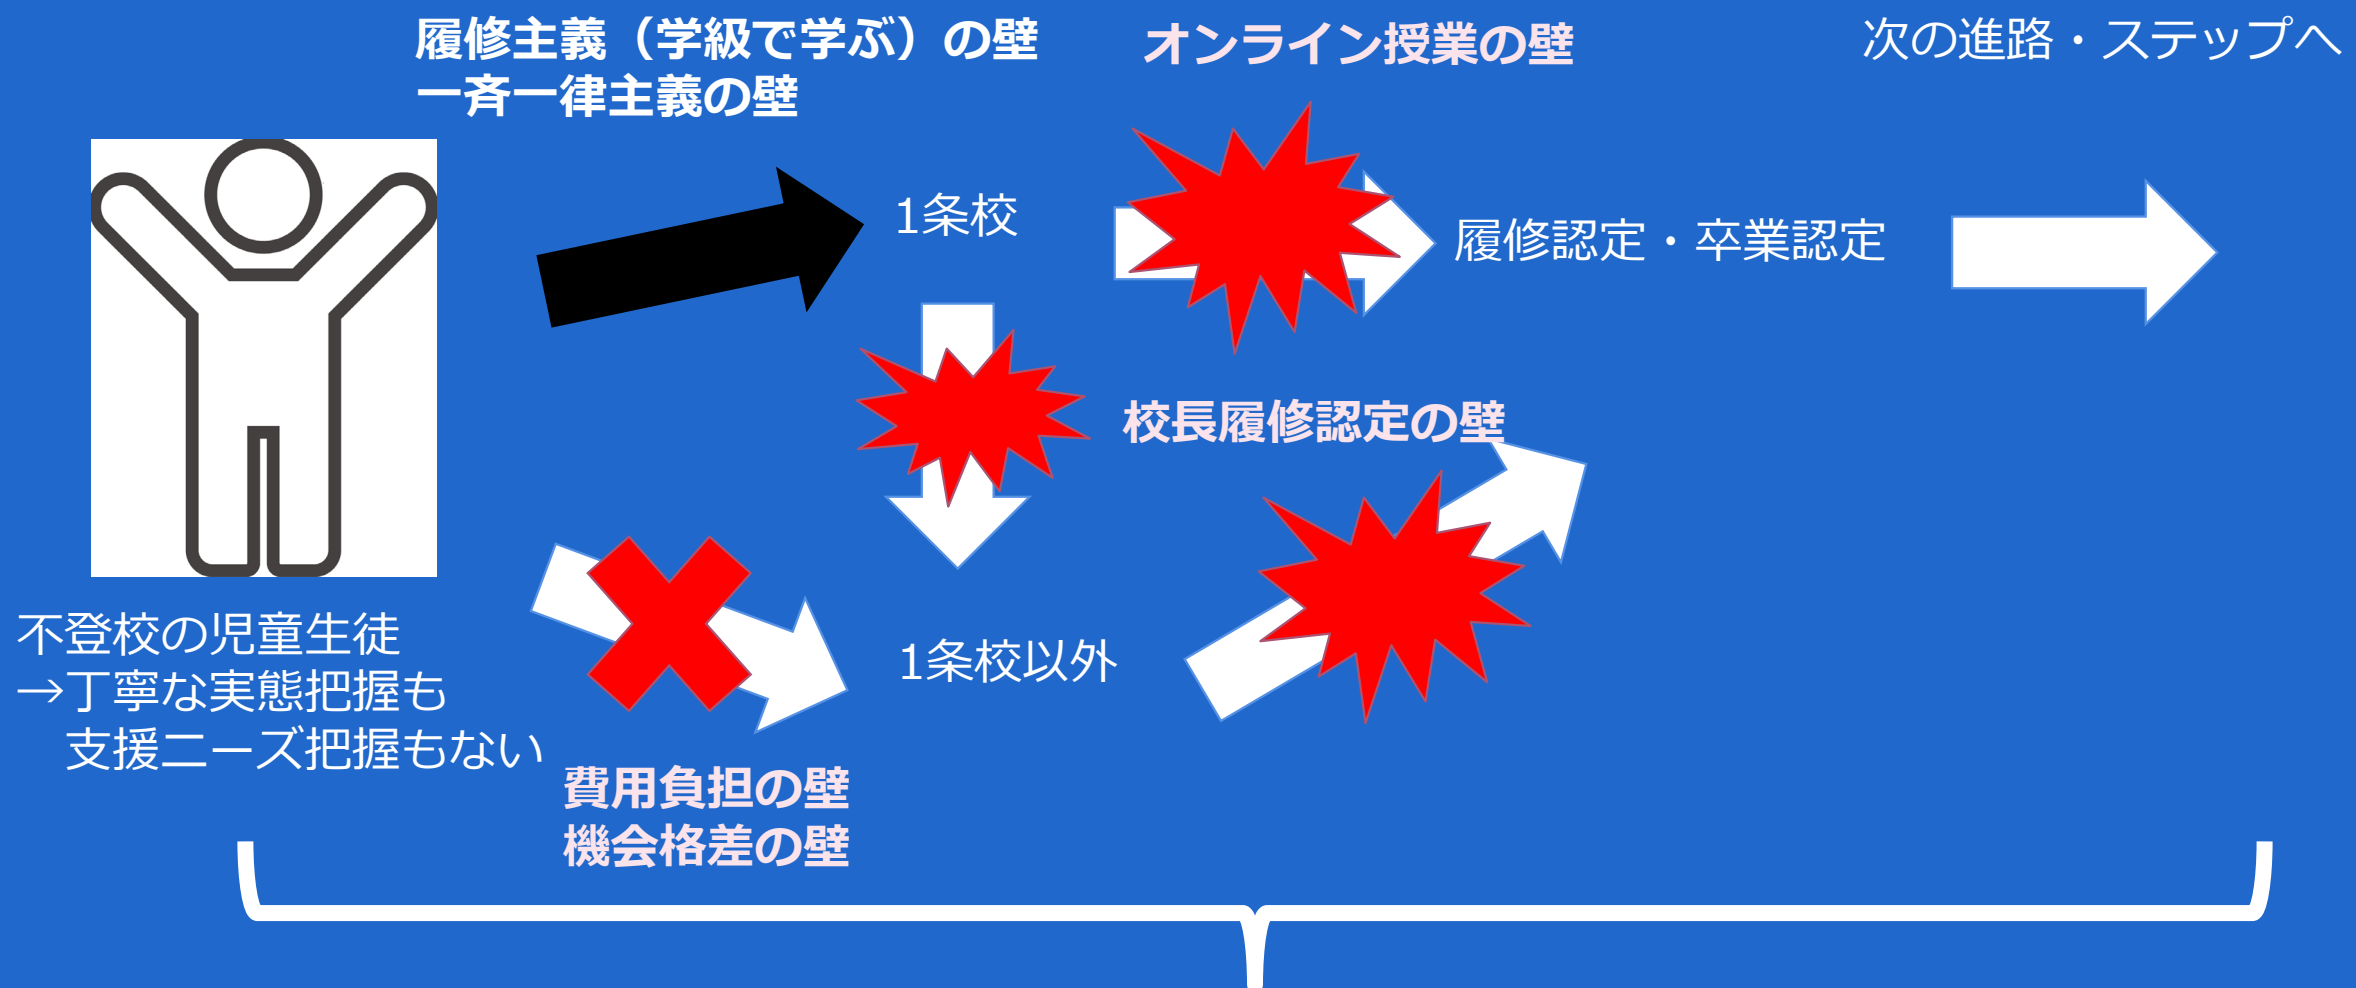 履修主義（学級で学ぶ）の壁
一斉一律主義の壁
オンライン授業の壁
次の進路・ステップへ
1条校
履修認定・卒業認定
校長履修認定の壁
不登校の児童生徒
→丁寧な実態把握も
支援ニーズ把握もない
1条校以外
費用負担の壁
機会格差の壁